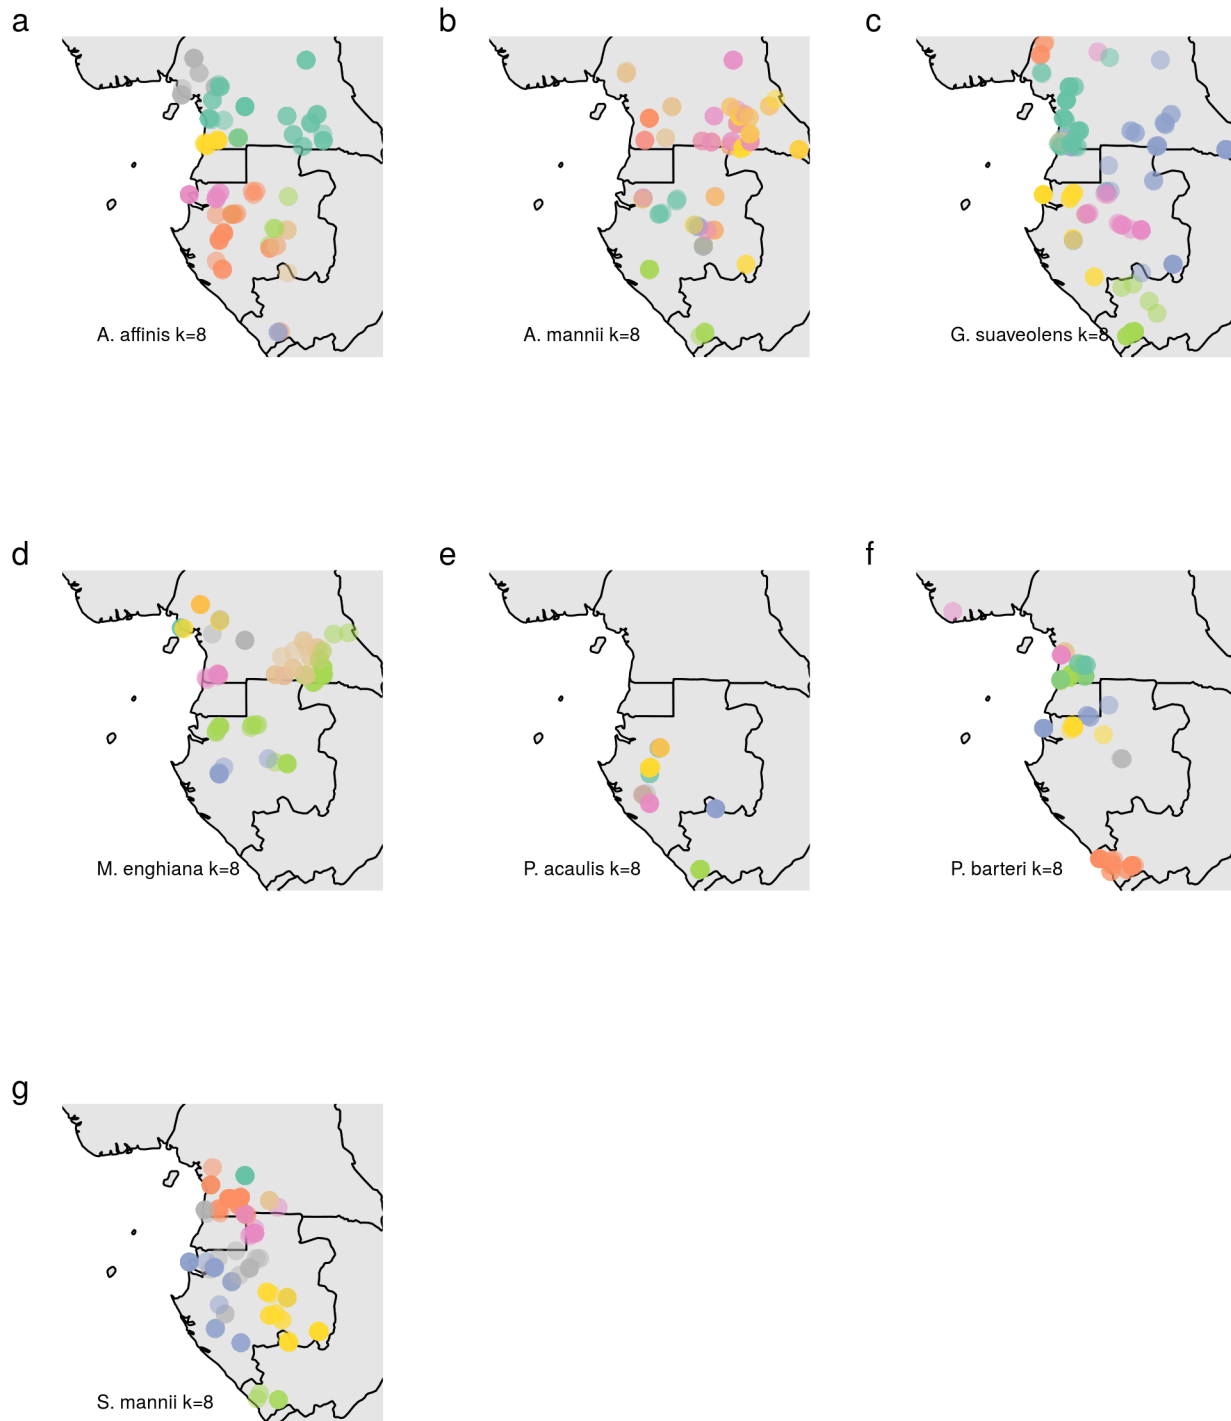 a
b
c
A. affinis k=8
A. mannii k=8
G. suaveolens k=8
d
e
f
M. enghiana k=8
P. acaulis k=8
P. barteri k=8
g
S. mannii k=8